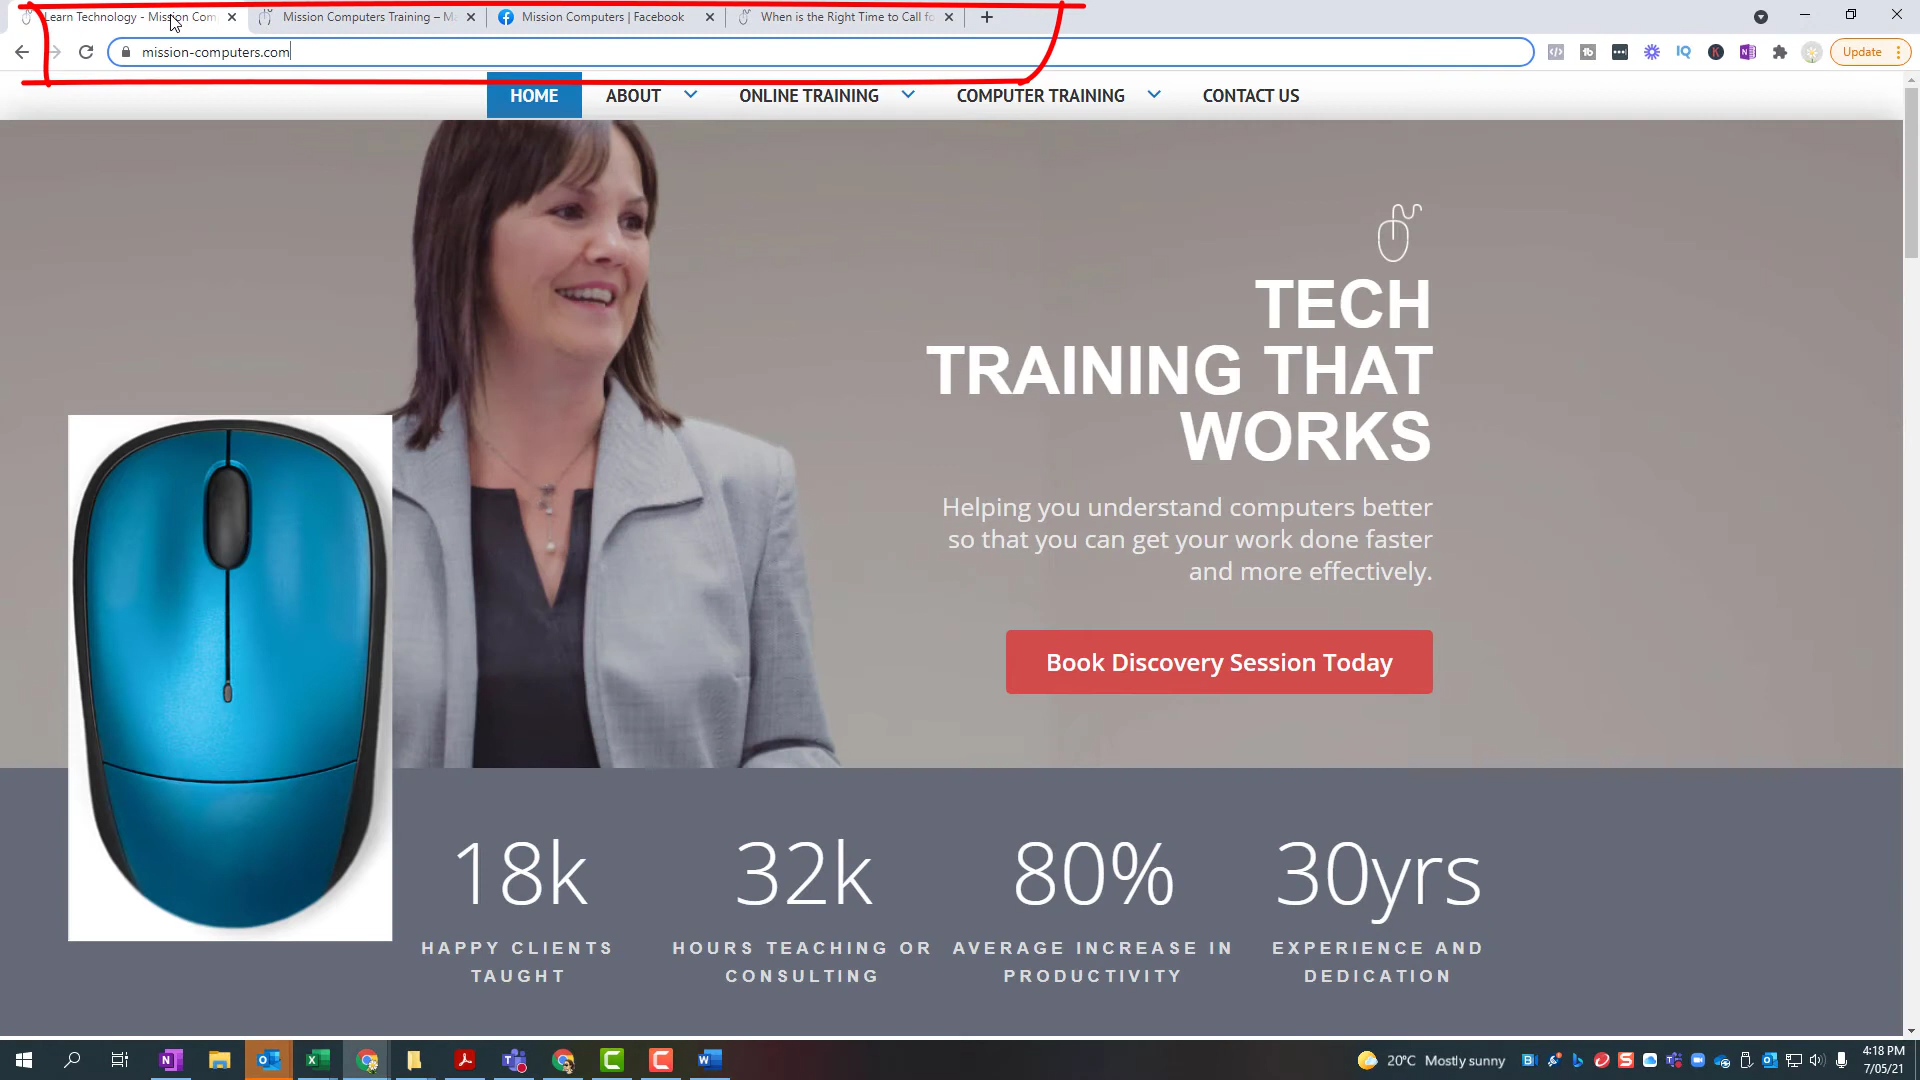 Learn Technology - Mission Com
Mission Computers Training – M
Mission Computers | Facebook
When is the Right Time to Call fo
mission-computers.com
Update
HOME
ABOUT
ONLINE TRAINING
COMPUTER TRAINING
CONTACT US
TECH
TRAINING THAT
WORKS
Helping you understand computers better
so that you can get your work done faster
and more effectively.
Book Discovery Session Today
18k
32k
80%
30yrs
HAPPY CLIENTS
TAUGHT
HOURS TEACHING OR
CONSULTING
AVERAGE INCREASE IN
PRODUCTIVITY
EXPERIENCE AND
DEDICATION
20°C Mostly sunny
4:18 PM
7/05/21